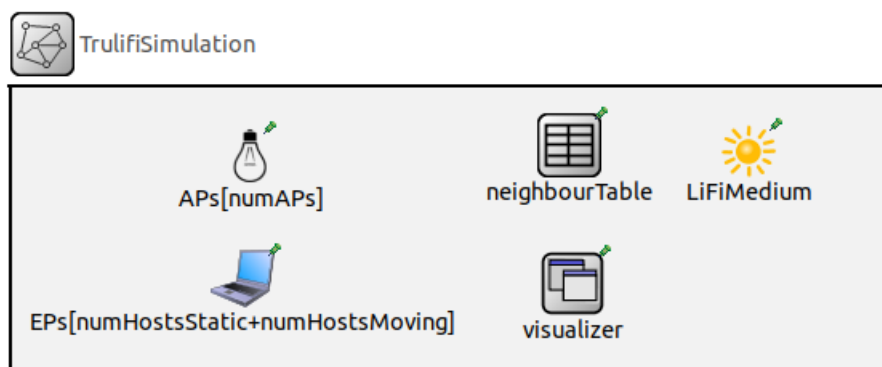 TrulifiSimulation
APs[numAPs]
neighbourTable
LiFiMedium
EPs[numHostsStatic+numHostsMoving]
visualizer